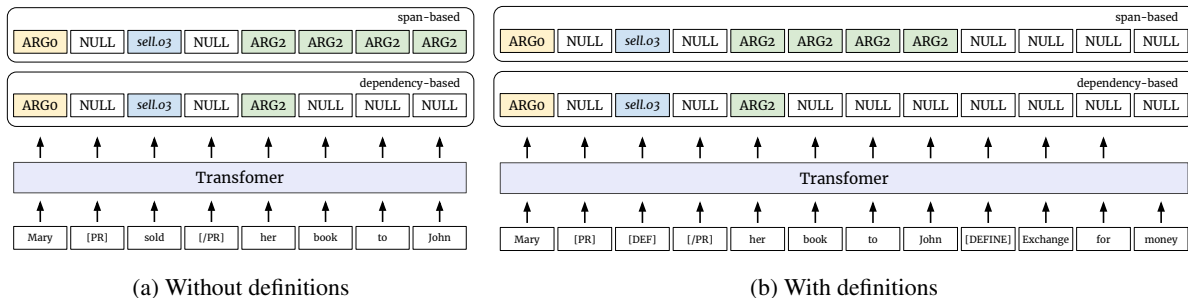 span-based
ARG0 NULL sell.03 NULL ARG2 ARG2 ARG2 ARG2
dependency-based
ARG0 NULL sell.03 NULL ARG2 NULL NULL NULL
Transfomer
Mary [PR] sold [/PR] her book to John
(a) Without definitions
span-based
ARG0 NULL sell.03 NULL ARG2 ARG2 ARG2 ARG2 NULL NULL NULL NULL
dependency-based
ARG0 NULL sell.03 NULL ARG2 NULL NULL NULL NULL NULL NULL NULL
Transfomer
Mary [PR] [DEF] [/PR] her book to John [DEFINE] Exchange for money
(b) With definitions